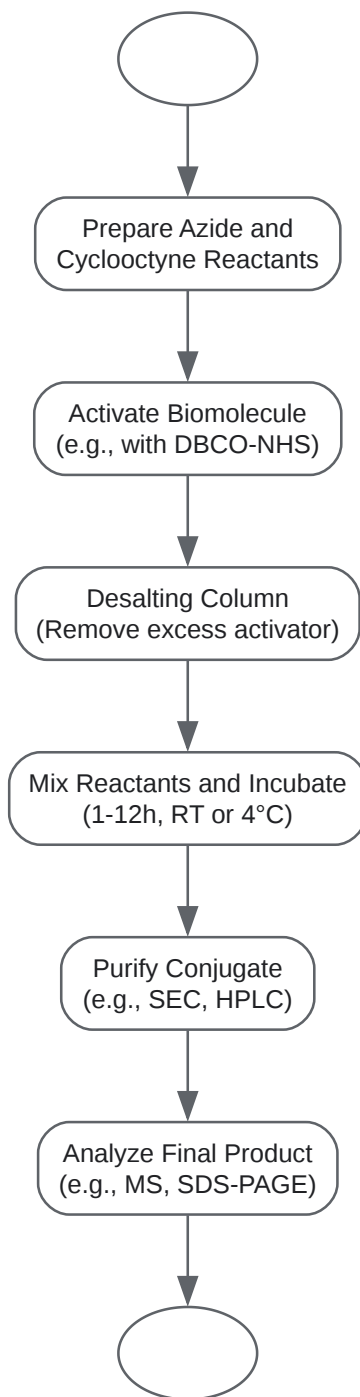 Prepare Azide and
Cyclooctyne Reactants
Activate Biomolecule
(e.g., with DBCO-NHS)
Desalting Column
(Remove excess activator)
Mix Reactants and Incubate
(1-12h, RT or 4°C)
Purify Conjugate
(e.g., SEC, HPLC)
Analyze Final Product
(e.g., MS, SDS-PAGE)